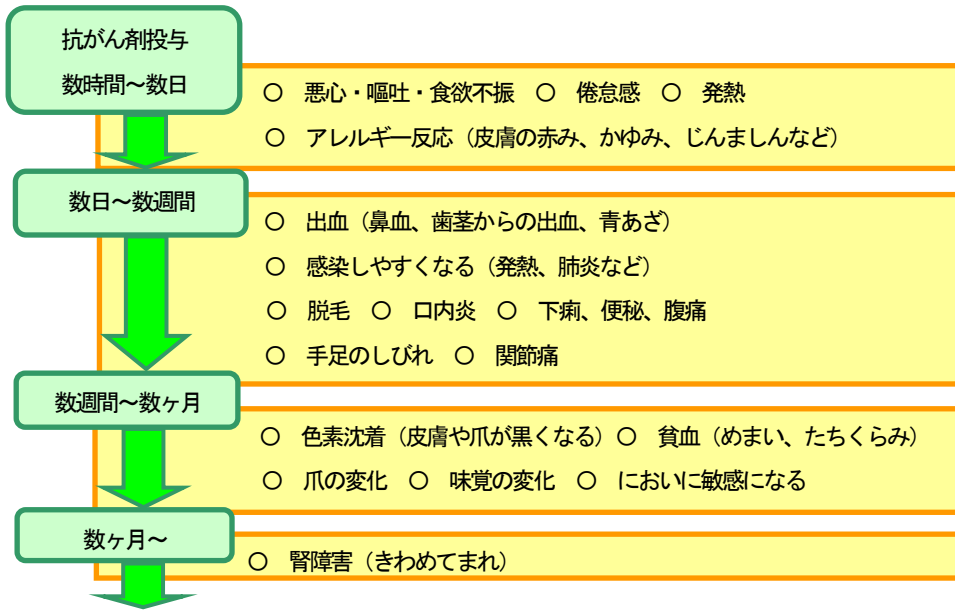 抗がん剤投与
数時間～数日
○ 悪心・嘔吐・食欲不振 ○ 倦怠感 ○ 発熱
○ アレルギー反応（皮膚の赤み、かゆみ、じんましんなど）
数日～数週間
○ 出血（鼻血、歯茎からの出血、青あざ）
○ 感染しやすくなる（発熱、肺炎など）
○ 脱毛 ○ 口内炎 ○ 下痢、便秘、腹痛
○ 手足のしびれ ○ 関節痛
数週間～数ヶ月
○ 色素沈着（皮膚や爪が黒くなる）○ 貧血（めまい、たちくらみ）
○ 爪の変化 ○ 味覚の変化 ○ においに敏感になる
数ヶ月～
○ 腎障害（きわめてまれ）